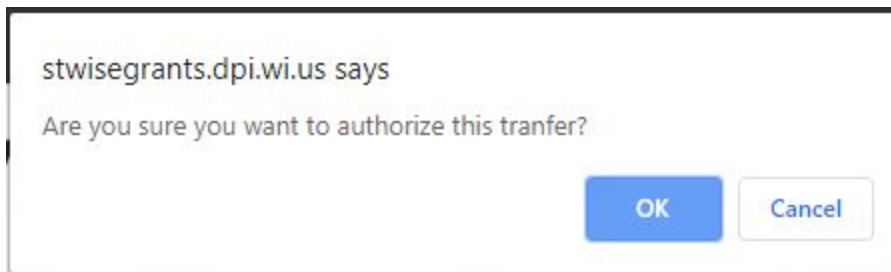 stwisegrants.dpi.wi.us says
Are you sure you want to authorize this tranfer?
OK Cancel